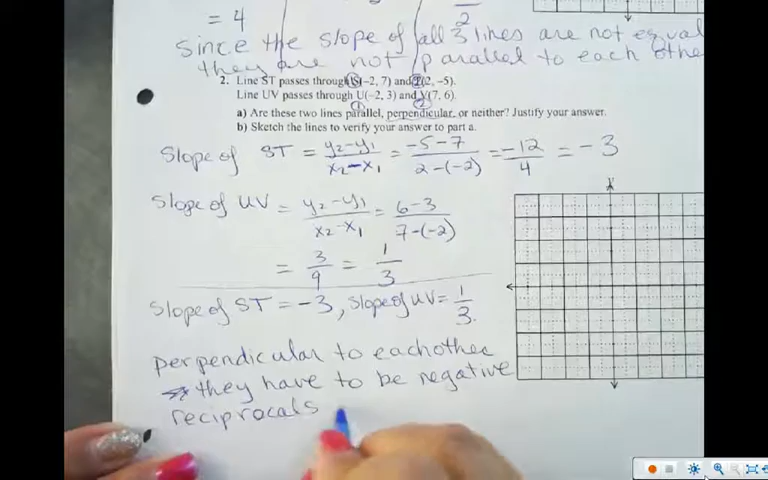 = 4
2
Since the slope of all 3 lines are not equal
they are not parallel to each othe
2. Line ST passes through S(−2, 7) and T(2, −5).
Line UV passes through U(−2, 3) and V(7, 6).
a) Are these two lines parallel, perpendicular, or neither? Justify your answer.
b) Sketch the lines to verify your answer to part a.
Slope of ST = y2−y1/x2−x1 = −5−7/2−(−2) = −12/4 = −3
Slope of UV = y2−y1/x2−x1 = 6−3/7−(−2)
= 3/9 = 1/3
Slope of ST = −3, Slope of UV = 1/3.
perpendicular to eachother
→ they have to be negative
reciprocals